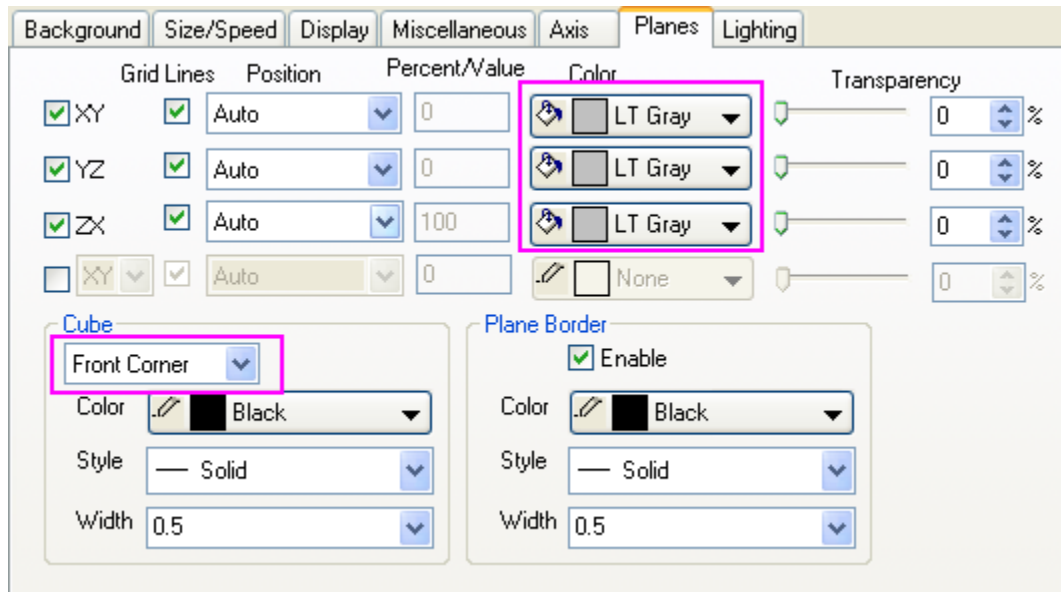 Background Size/Speed Display Miscellaneous Axis Planes Lighting
Grid Lines Position Percent/Value Color Transparency
XY Auto 0 LT Gray 0 %
YZ Auto 0 LT Gray 0 %
ZX Auto 100 LT Gray 0 %
XY Auto 0 None 0 %
Cube
Front Corner
Color Black
Style Solid
Width 0.5
Plane Border
Enable
Color Black
Style Solid
Width 0.5